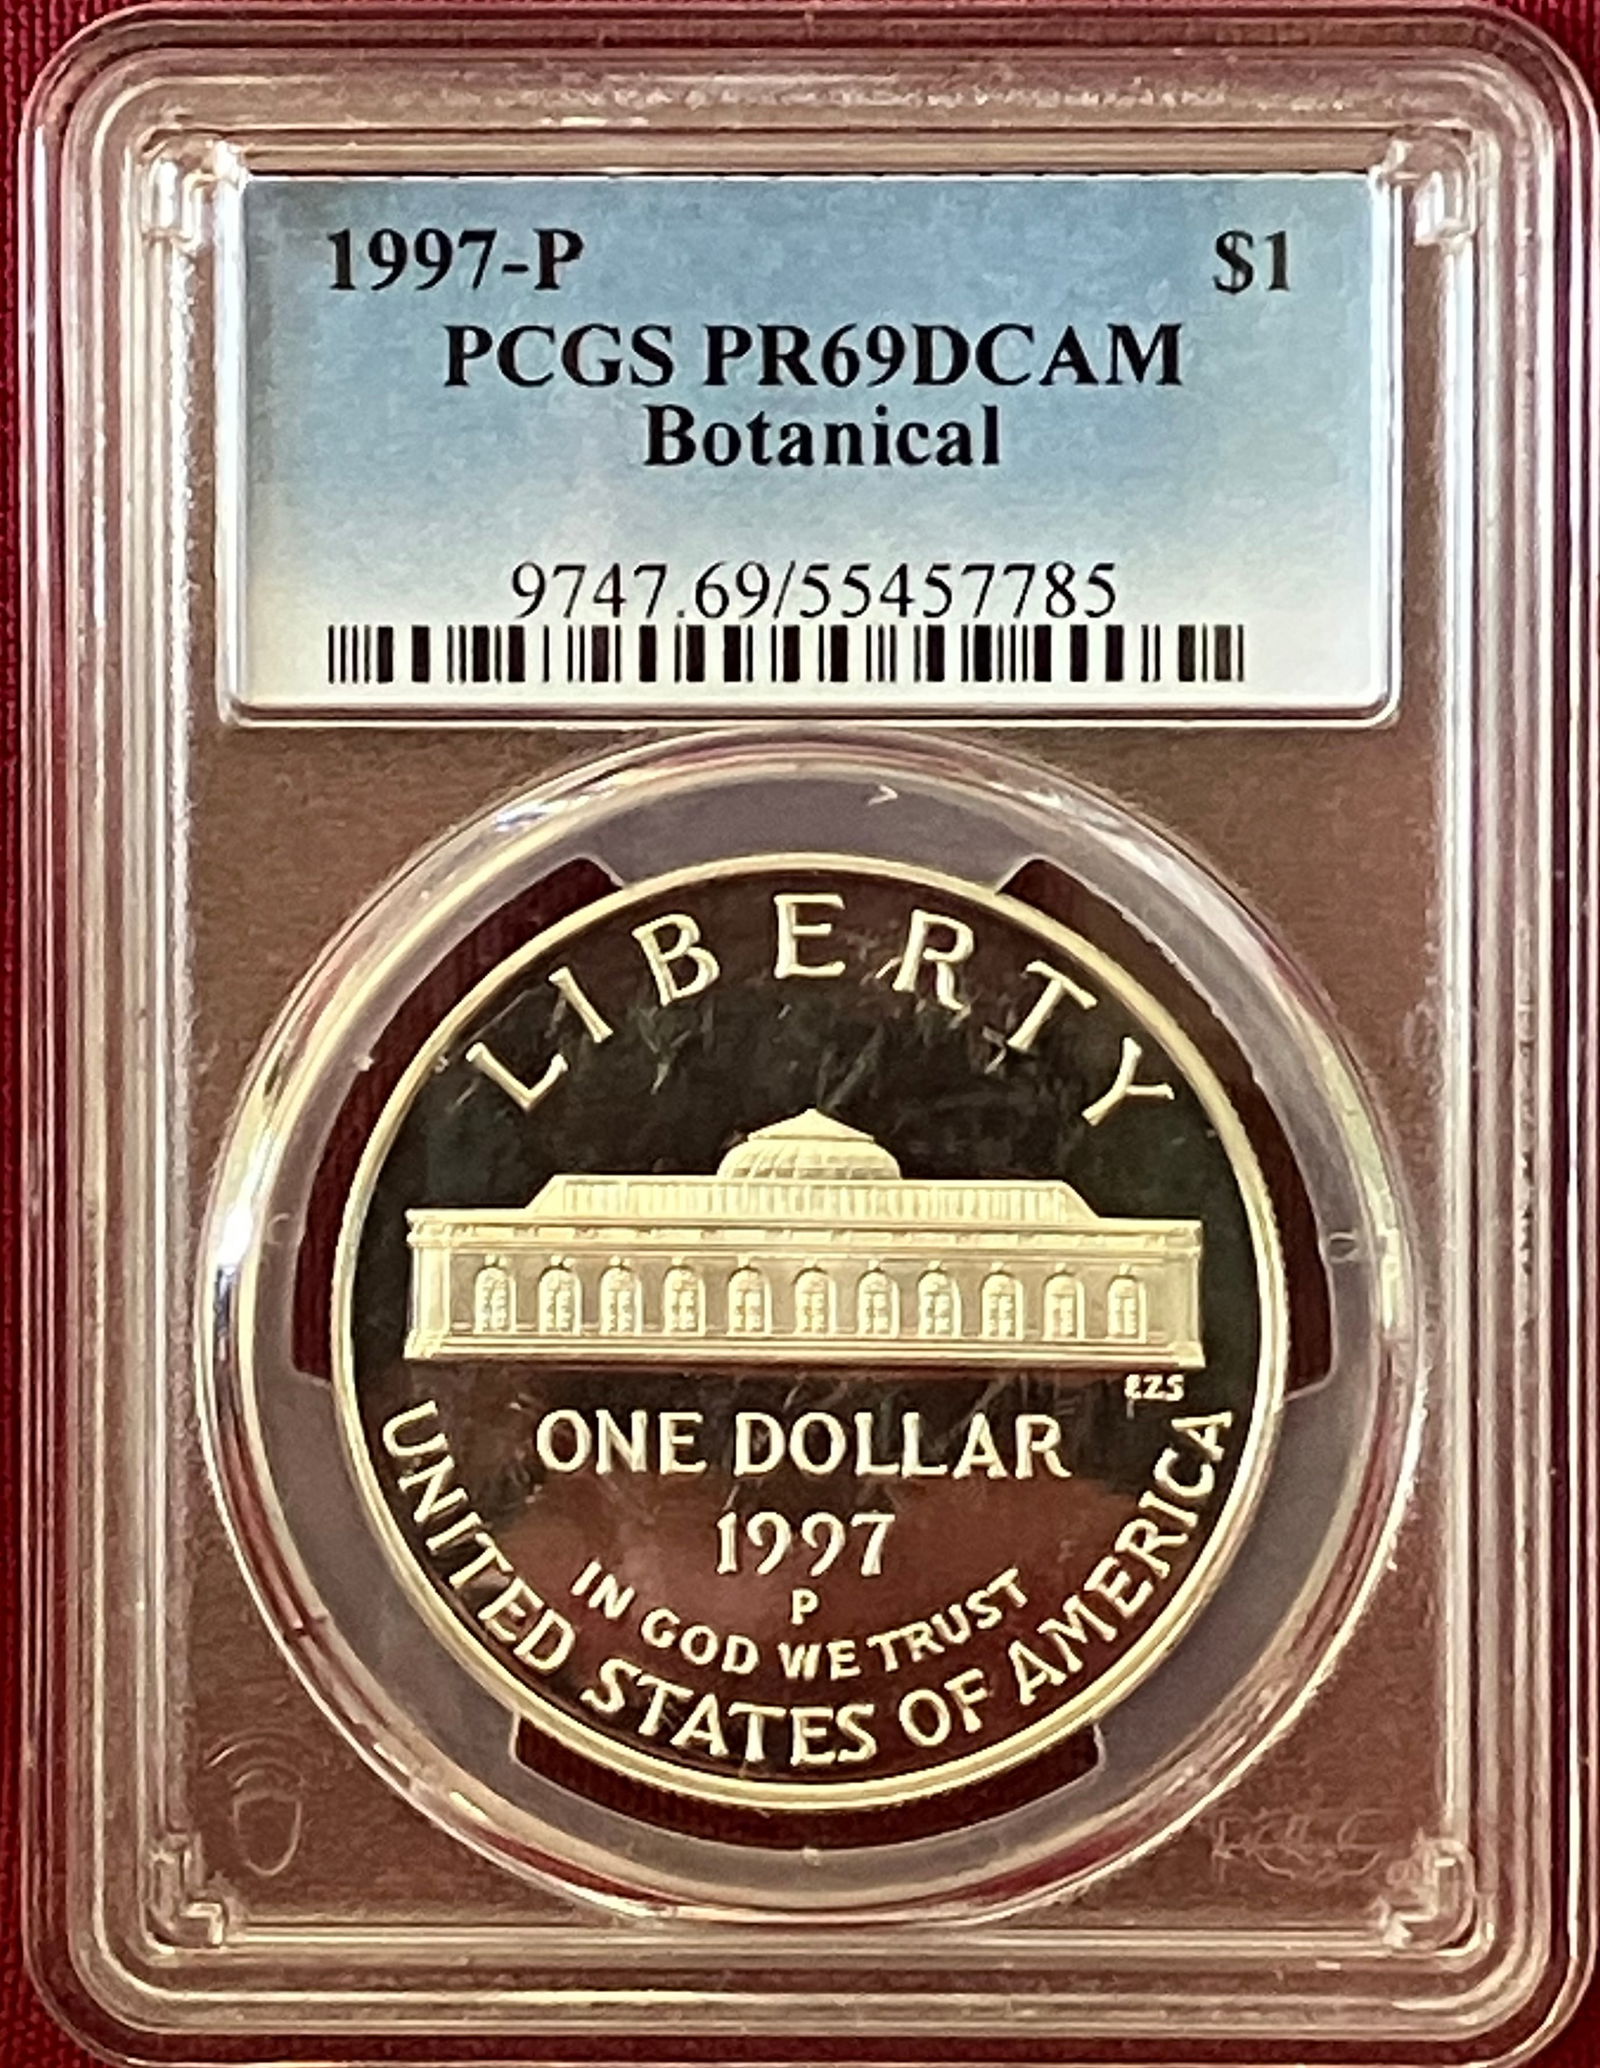 1997-P $1
PCGS PR69DCAM
Botanical
9747.69/55457785
LIBERTY
EZS
ONE DOLLAR
1997
P
IN GOD WE TRUST
UNITED STATES OF AMERICA